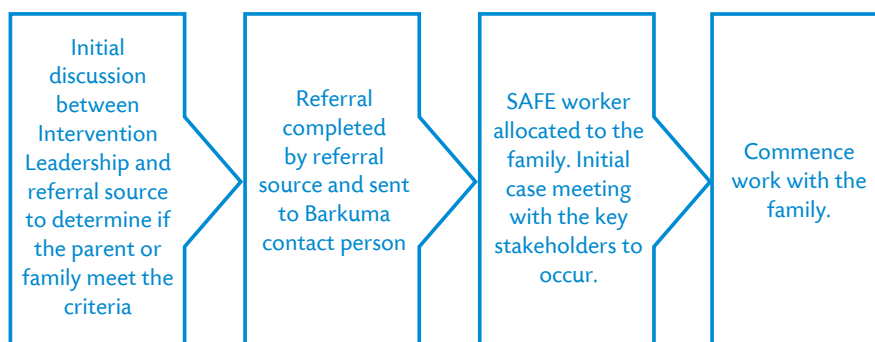 Initial
discussion
between
Intervention
Leadership and
referral source
to determine if
the parent or
family meet the
criteria
Referral
completed
by referral
source and sent
to Barkuma
contact person
SAFE worker
allocated to the
family. Initial
case meeting
with the key
stakeholders to
occur.
Commence
work with the
family.